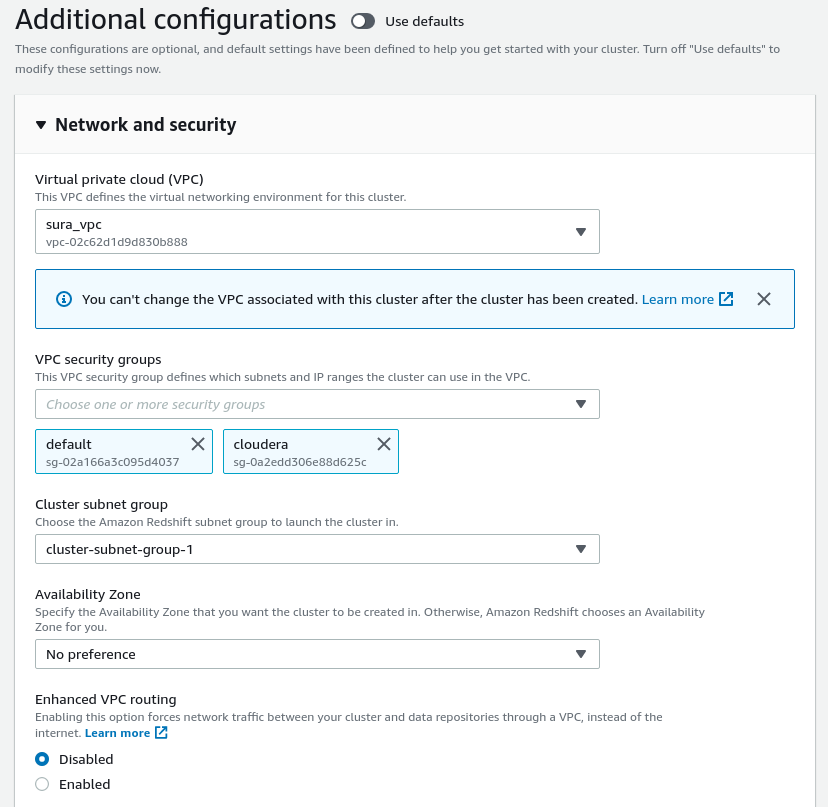 Additional configurations Use defaults
These configurations are optional, and default settings have been defined to help you get started with your cluster. Turn off "Use defaults" to
modify these settings now.
Network and security
Virtual private cloud (VPC)
This VPC defines the virtual networking environment for this cluster.
sura_vpc
vpc-02c62d1d9d830b888
You can't change the VPC associated with this cluster after the cluster has been created. Learn more
VPC security groups
This VPC security group defines which subnets and IP ranges the cluster can use in the VPC.
Choose one or more security groups
default
sg-02a166a3c095d4037
cloudera
sg-0a2edd306e88d625c
Cluster subnet group
Choose the Amazon Redshift subnet group to launch the cluster in.
cluster-subnet-group-1
Availability Zone
Specify the Availability Zone that you want the cluster to be created in. Otherwise, Amazon Redshift chooses an Availability
Zone for you.
No preference
Enhanced VPC routing
Enabling this option forces network traffic between your cluster and data repositories through a VPC, instead of the
internet. Learn more
Disabled
Enabled